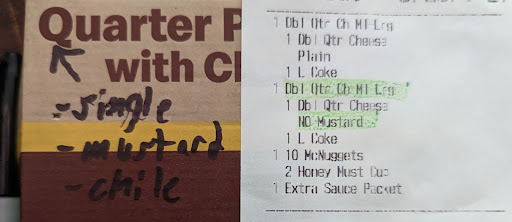 Quarter P
with Ch
- single
- mustard
- chile
1 Dbl Qtr Ch Ml Lrg
1 Dbl Qtr Cheese
Plain
1 L Coke
1 Dbl Qtr Ch Ml Lrg
1 Dbl Qtr Cheese
NO Mustard
1 L Coke
1 10 McNuggets
2 Honey Must Cup
1 Extra Sauce Packet